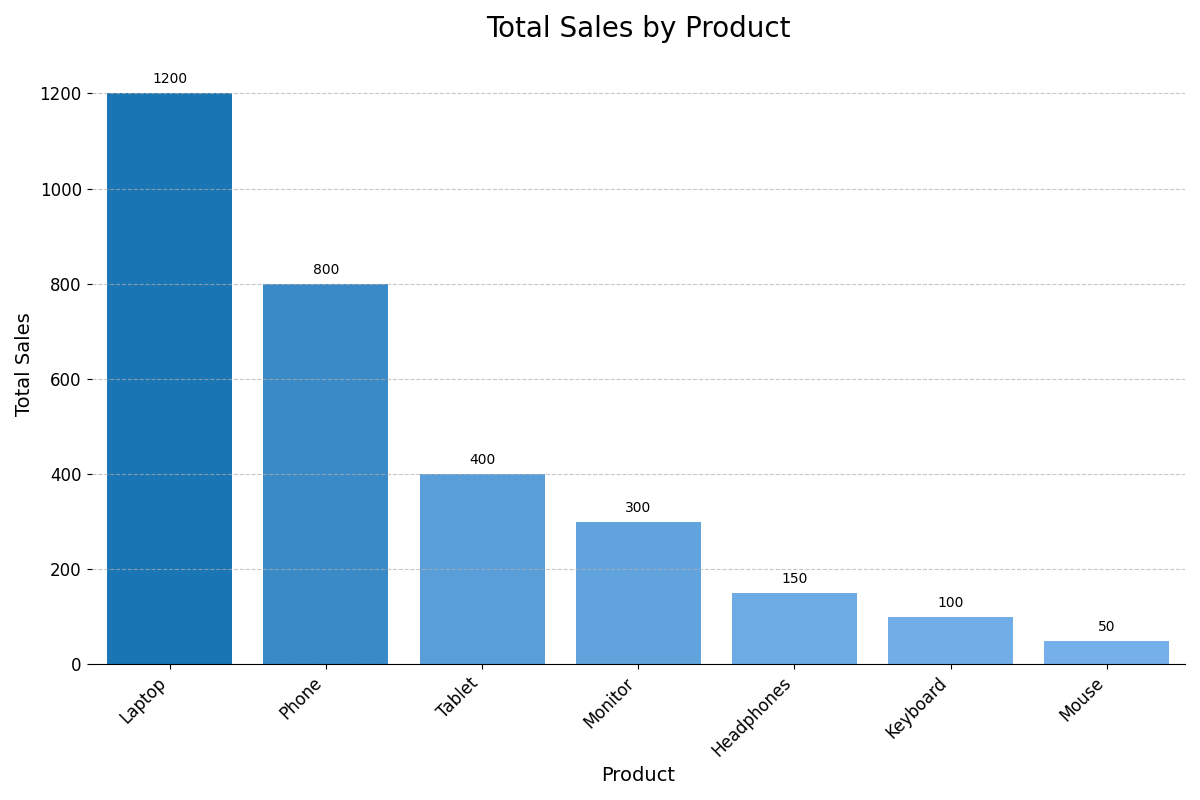 Total Sales by Product
Total Sales
1200
1000
800
600
400
200
0
1200
800
400
300
150
100
50
Laptop
Phone
Tablet
Monitor
Headphones
Keyboard
Mouse
Product